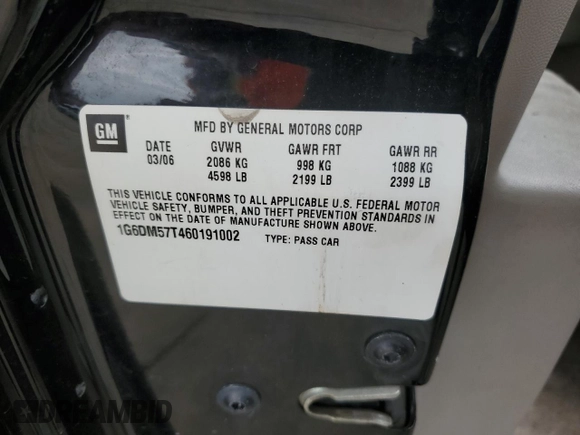 GM
MFD BY GENERAL MOTORS CORP
DATE GVWR GAWR FRT GAWR RR
03/06 2086 KG 998 KG 1088 KG
4598 LB 2199 LB 2399 LB
THIS VEHICLE CONFORMS TO ALL APPLICABLE U.S. FEDERAL MOTOR
VEHICLE SAFETY, BUMPER, AND THEFT PREVENTION STANDARDS IN
EFFECT ON THE DATE OF MANUFACTURE SHOWN ABOVE.
1G6DM57T460191002 TYPE: PASS CAR
DREAMBID